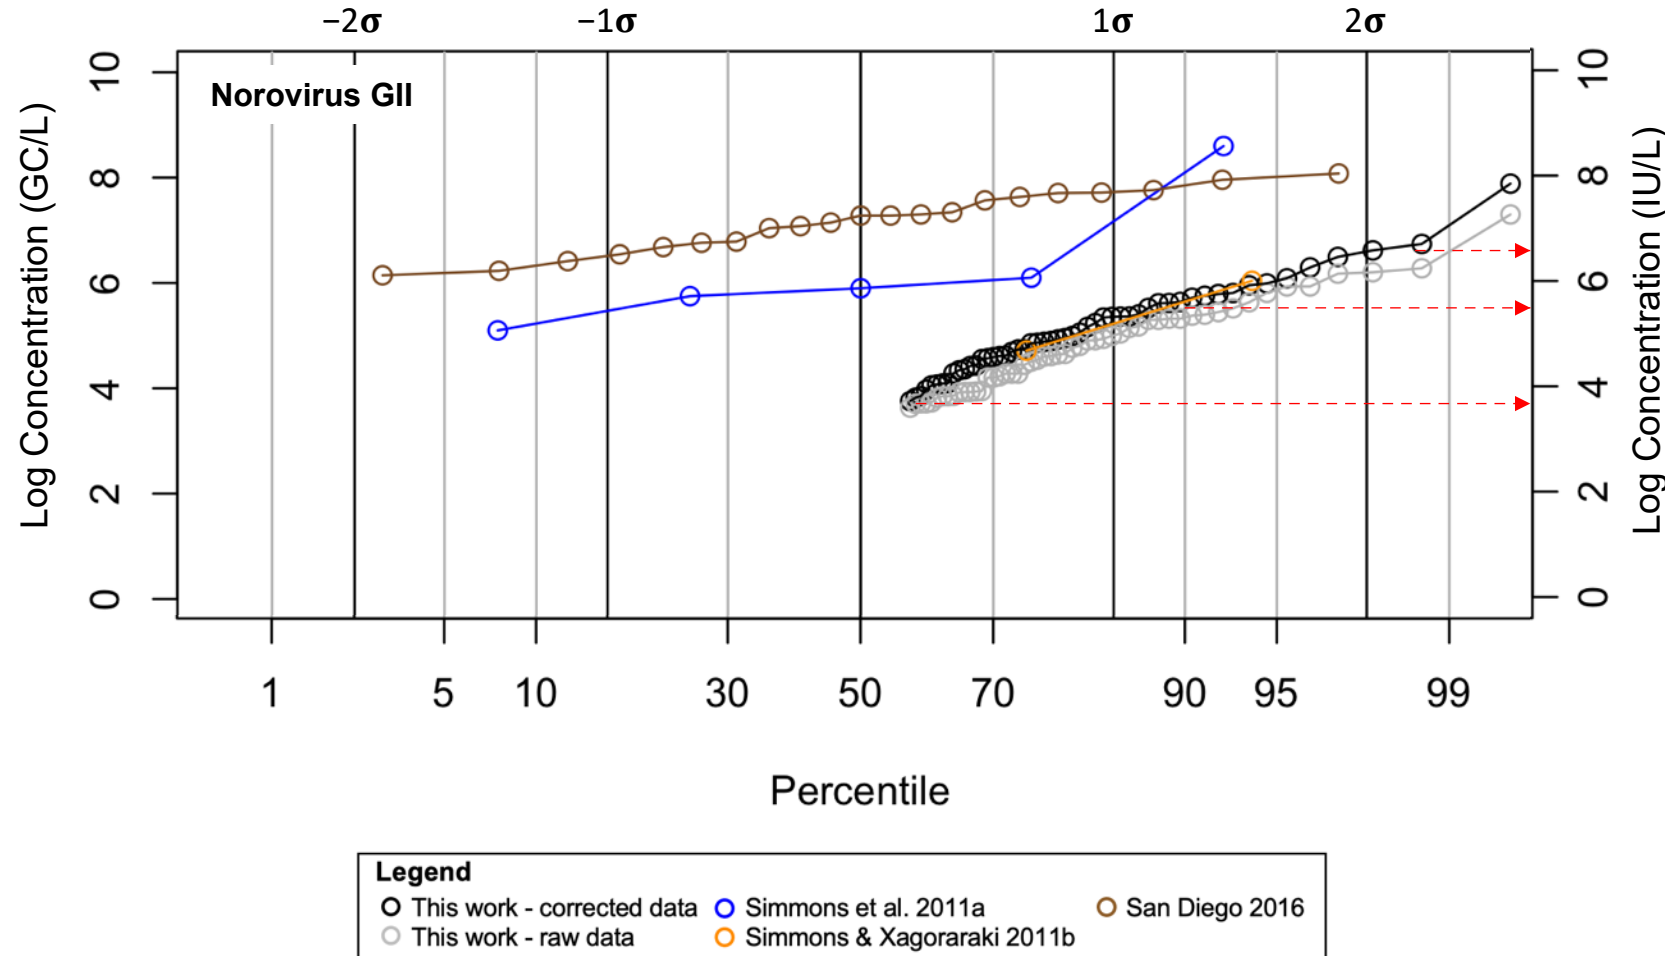 −2σ −1σ 1σ 2σ
Norovirus GII
Log Concentration (GC/L)
10
8
6
4
2
0
10
8
6
4
2
0
Log Concentration (IU/L)
1 5 10 30 50 70 90 95 99
Percentile
Legend
This work - corrected data Simmons et al. 2011a San Diego 2016
This work - raw data Simmons & Xagoraraki 2011b